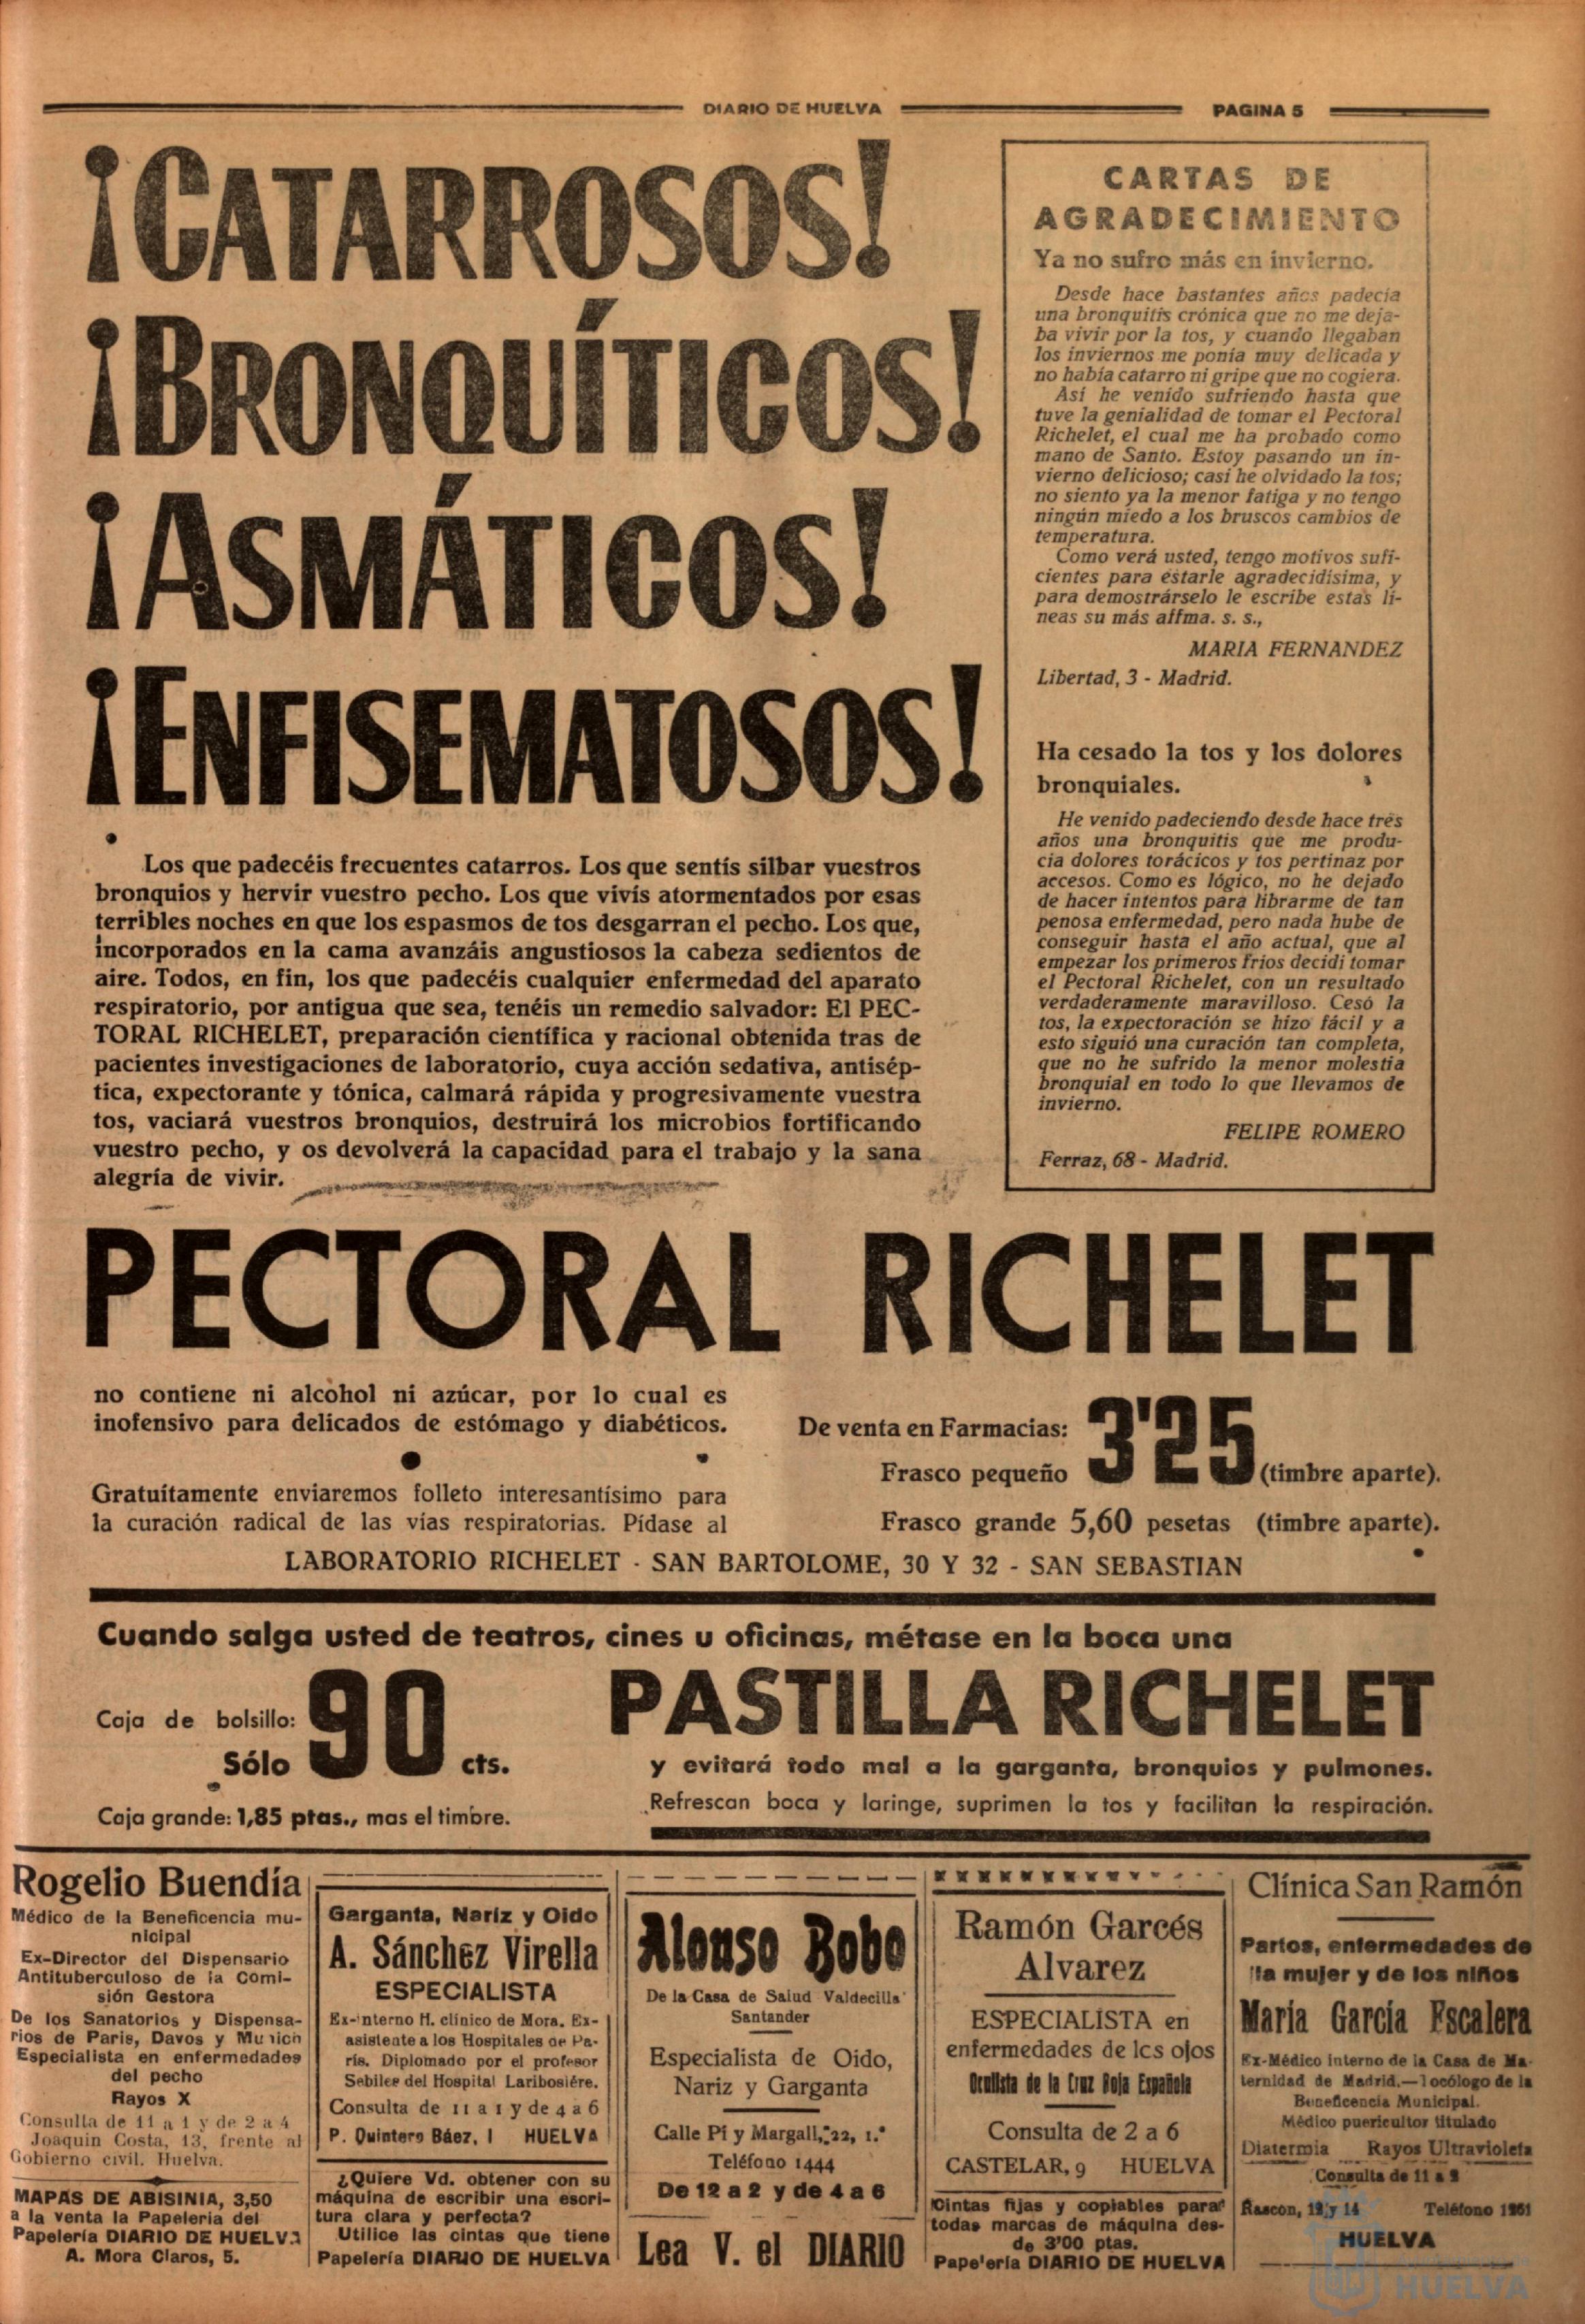 DIARIO DE HUELVA
PAGINA 5
¡CATARROSOS!
¡BRONQUÍTICOS!
¡ASMÁTICOS!
¡ENFISEMATOSOS!
Los que padecéis frecuentes catarros. Los que sentís silbar vuestros
bronquios y hervir vuestro pecho. Los que vivís atormentados por esas
terribles noches en que los espasmos de tos desgarran el pecho. Los que,
incorporados en la cama avanzáis angustiosos la cabeza sedientos de
aire. Todos, en fin, los que padecéis cualquier enfermedad del aparato
respiratorio, por antigua que sea, tenéis un remedio salvador: El PEC-
TORAL RICHELET, preparación científica y racional obtenida tras de
pacientes investigaciones de laboratorio, cuya acción sedativa, antisép-
tica, expectorante y tónica, calmará rápida y progresivamente vuestra
tos, vaciará vuestros bronquios, destruirá los microbios fortificando
vuestro pecho, y os devolverá la capacidad para el trabajo y la sana
alegría de vivir.
CARTAS DE
AGRADECIMIENTO
Ya no sufro más en invierno.
Desde hace bastantes años padecía
una bronquitis crónica que no me deja-
ba vivir por la tos, y cuando llegaban
los inviernos me ponía muy delicada y
no había catarro ni gripe que no cogiera.
Así he venido sufriendo hasta que
tuve la genialidad de tomar el Pectoral
Richelet, el cual me ha probado como
mano de Santo. Estoy pasando un in-
vierno delicioso; casi he olvidado la tos;
no siento ya la menor fatiga y no tengo
ningún miedo a los bruscos cambios de
temperatura.
Como verá usted, tengo motivos sufi-
cientes para estarle agradecidísima, y
para demostrárselo le escribe estas lí-
neas su más affma. s. s.,
MARIA FERNANDEZ
Libertad, 3 - Madrid.
Ha cesado la tos y los dolores
bronquiales.
He venido padeciendo desde hace tres
años una bronquitis que me produ-
cía dolores torácicos y tos pertinaz por
accesos. Como es lógico, no he dejado
de hacer intentos para librarme de tan
penosa enfermedad, pero nada hube de
conseguir hasta el año actual, que al
empezar los primeros fríos decidí tomar
el Pectoral Richelet, con un resultado
verdaderamente maravilloso. Cesó la
tos, la expectoración se hizo fácil y a
esto siguió una curación tan completa,
que no he sufrido la menor molestia
bronquial en todo lo que llevamos de
invierno.
FELIPE ROMERO
Ferraz, 68 - Madrid.
PECTORAL RICHELET
no contiene ni alcohol ni azúcar, por lo cual es
inofensivo para delicados de estómago y diabéticos.
Gratuítamente enviaremos folleto interesantísimo para
la curación radical de las vías respiratorias. Pídase al
De venta en Farmacias:
Frasco pequeño 3'25 (timbre aparte).
Frasco grande 5,60 pesetas (timbre aparte).
LABORATORIO RICHELET - SAN BARTOLOME, 30 Y 32 - SAN SEBASTIAN
Cuando salga usted de teatros, cines u oficinas, métase en la boca una
Caja de bolsillo:
Sólo 90 cts.
Caja grande: 1,85 ptas., mas el timbre.
PASTILLA RICHELET
y evitará todo mal a la garganta, bronquios y pulmones.
Refrescan boca y laringe, suprimen la tos y facilitan la respiración.
Rogelio Buendía
Médico de la Beneficencia mu-
nicipal
Ex-Director del Dispensario
Antituberculoso de la Comi-
sión Gestora
De los Sanatorios y Dispensa-
rios de Paris, Davos y Munich
Especialista en enfermedades
del pecho
Rayos X
Consulta de 11 a 1 y de 2 a 4
Joaquin Costa, 13, frente al
Gobierno civil. Huelva.
MAPAS DE ABISINIA, 3,50
a la venta la Papelería del
Papelería DIARIO DE HUELVA
A. Mora Claros, 5.
Garganta, Nariz y Oido
A. Sánchez Virella
ESPECIALISTA
Ex-interno H. clínico de Mora. Ex-
asistente a los Hospitales de Pa-
rís. Diplomado por el profesor
Sebileg del Hospital Laribosiére.
Consulta de 11 a 1 y de 4 a 6
P. Quintero Báez, 1 HUELVA
¿Quiere Vd. obtener con su
máquina de escribir una escri-
tura clara y perfecta?
Utilice las cintas que tiene
Papelería DIARIO DE HUELVA
Alonso Bobo
De la Casa de Salud Valdecilla
Santander
Especialista de Oido,
Nariz y Garganta
Calle Pí y Margall, 22, 1.º
Teléfono 1444
De 12 a 2 y de 4 a 6
Lea V. el DIARIO
Ramón Garcés
Alvarez
ESPECIALISTA en
enfermedades de los ojos
Oculista de la Cruz Roja Española
Consulta de 2 a 6
CASTELAR, 9 HUELVA
Cintas fijas y copiables para
todas marcas de máquina des-
de 3'00 ptas.
Pape'ería DIARIO DE HUELVA
Clínica San Ramón
Partos, enfermedades de
la mujer y de los niños
María García Escalera
Ex-Médico interno de la Casa de Ma-
ternidad de Madrid.—Tocólogo de la
Beneficencia Municipal.
Médico puericultor titulado
Diatermia Rayos Ultravioleta
Consulta de 11 a 2
Rascon, 12 y 14 Teléfono 1261
HUELVA
HUELVA